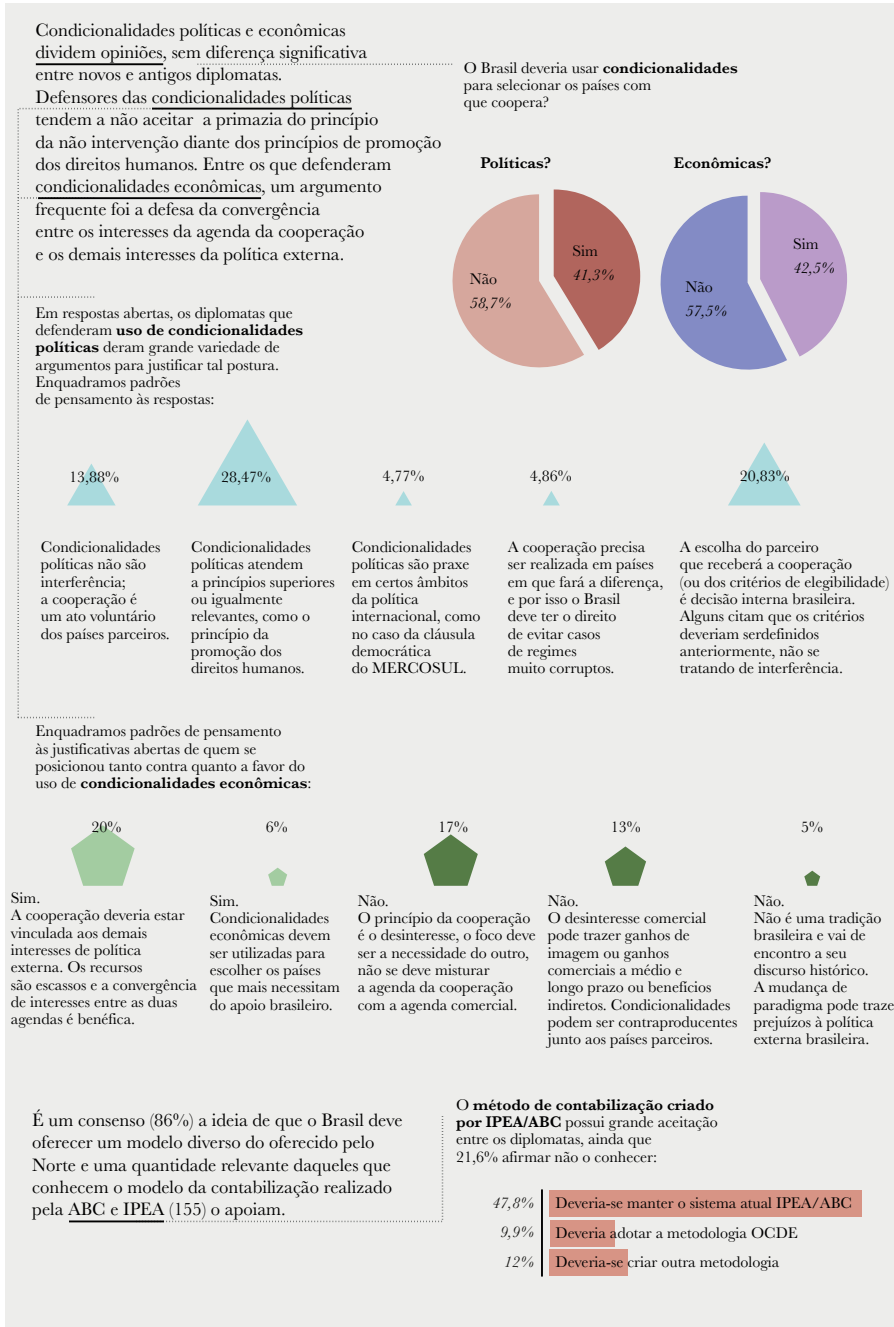 Condicionalidades políticas e econômicas
dividem opiniões, sem diferença significativa
entre novos e antigos diplomatas.
Defensores das condicionalidades políticas
tendem a não aceitar a primazia do princípio
da não intervenção diante dos princípios de promoção
dos direitos humanos. Entre os que defenderam
condicionalidades econômicas, um argumento
frequente foi a defesa da convergência
entre os interesses da agenda da cooperação
e os demais interesses da política externa.
O Brasil deveria usar condicionalidades
para selecionar os países com
que coopera?
Políticas?
Sim
41,3%
Não
58,7%
Econômicas?
Sim
42,5%
Não
57,5%
Em respostas abertas, os diplomatas que
defenderam uso de condicionalidades
políticas deram grande variedade de
argumentos para justificar tal postura.
Enquadramos padrões
de pensamento às respostas:
13,88%
Condicionalidades
políticas não são
interferência;
a cooperação é
um ato voluntário
dos países parceiros.
28,47%
Condicionalidades
políticas atendem
a princípios superiores
ou igualmente
relevantes, como o
princípio da
promoção dos
direitos humanos.
4,77%
Condicionalidades
políticas são praxe
em certos âmbitos
da política
internacional, como
no caso da cláusula
democrática
do MERCOSUL.
4,86%
A cooperação precisa
ser realizada em países
em que fará a diferença,
e por isso o Brasil
deve ter o direito
de evitar casos
de regimes
muito corruptos.
20,83%
A escolha do parceiro
que receberá a cooperação
(ou dos critérios de elegibilidade)
é decisão interna brasileira.
Alguns citam que os critérios
deveriam serdefinidos
anteriormente, não se
tratando de interferência.
Enquadramos padrões de pensamento
às justificativas abertas de quem se
posicionou tanto contra quanto a favor do
uso de condicionalidades econômicas:
20%
Sim.
A cooperação deveria estar
vinculada aos demais
interesses de política
externa. Os recursos
são escassos e a convergência
de interesses entre as duas
agendas é benéfica.
6%
Sim.
Condicionalidades
econômicas devem
ser utilizadas para
escolher os países
que mais necessitam
do apoio brasileiro.
17%
Não.
O princípio da cooperação
é o desinteresse, o foco deve
ser a necessidade do outro,
não se deve misturar
a agenda da cooperação
com a agenda comercial.
13%
Não.
O desinteresse comercial
pode trazer ganhos de
imagem ou ganhos
comerciais a médio e
longo prazo ou benefícios
indiretos. Condicionalidades
podem ser contraproducentes
junto aos países parceiros.
5%
Não.
Não é uma tradição
brasileira e vai de
encontro a seu
discurso histórico.
A mudança de
paradigma pode traze
prejuízos à política
externa brasileira.
É um consenso (86%) a ideia de que o Brasil deve
oferecer um modelo diverso do oferecido pelo
Norte e uma quantidade relevante daqueles que
conhecem o modelo da contabilização realizado
pela ABC e IPEA (155) o apoiam.
O método de contabilização criado
por IPEA/ABC possui grande aceitação
entre os diplomatas, ainda que
21,6% afirmar não o conhecer:
47,8% Deveria-se manter o sistema atual IPEA/ABC
9,9% Deveria adotar a metodologia OCDE
12% Deveria-se criar outra metodologia